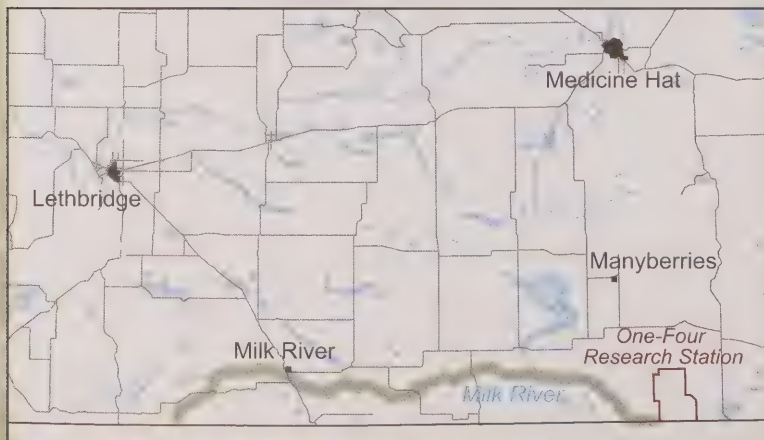 Medicine Hat
Lethbridge
Manyberries
One-Four
Research Station
Milk River
Milk River